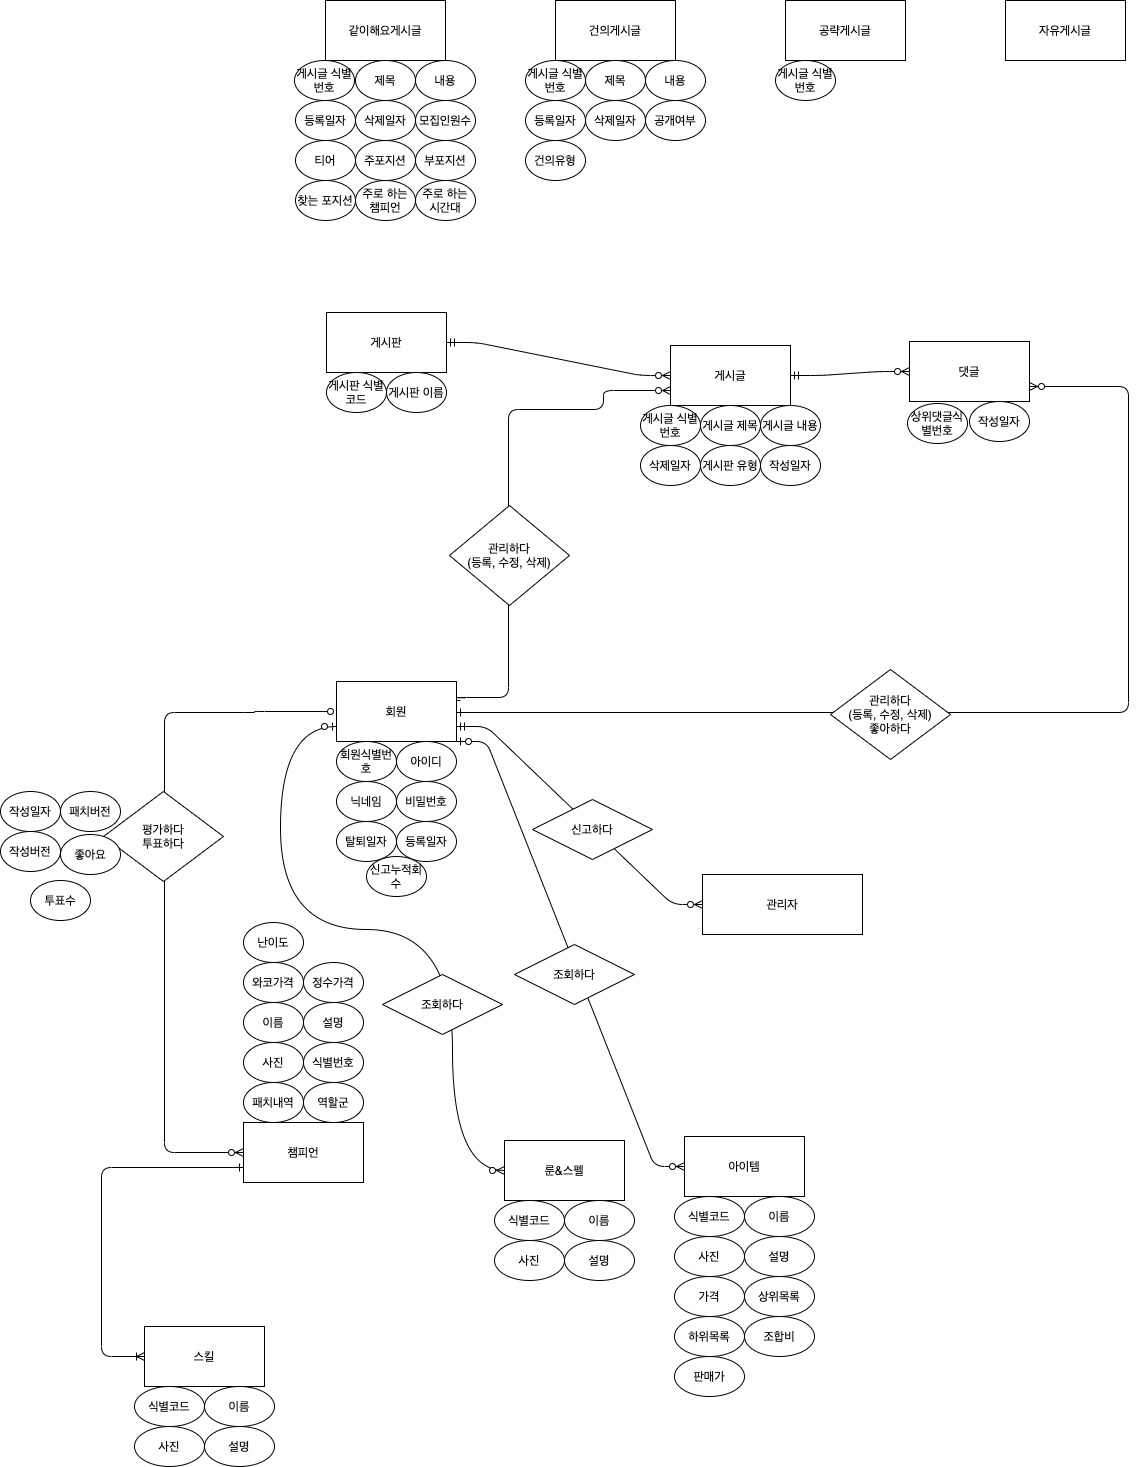 같이해요게시글
건의게시글
공략게시글
자유게시글
게시글 식별
번호
제목
내용
등록일자
삭제일자
모집인원수
티어
주포지션
부포지션
찾는 포지션
주로 하는
챔피언
주로 하는
시간대
게시글 식별
번호
제목
내용
등록일자
삭제일자
공개여부
건의유형
게시글 식별
번호
게시판
게시판 식별
코드
게시판 이름
게시글
게시글 식별
번호
게시글 제목
게시글 내용
삭제일자
게시판 유형
작성일자
댓글
상위댓글식
별번호
작성일자
관리하다
(등록, 수정, 삭제)
관리하다
(등록, 수정, 삭제)
좋아하다
회원
회원식별번
호
아이디
닉네임
비밀번호
탈퇴일자
등록일자
신고누적회
수
작성일자
패치버전
작성버전
좋아요
투표수
평가하다
투표하다
신고하다
관리자
조회하다
조회하다
난이도
와코가격
정수가격
이름
설명
사진
식별번호
패치내역
역할군
챔피언
룬&스펠
식별코드
이름
사진
설명
아이템
식별코드
이름
사진
설명
가격
상위목록
하위목록
조합비
판매가
스킬
식별코드
이름
사진
설명